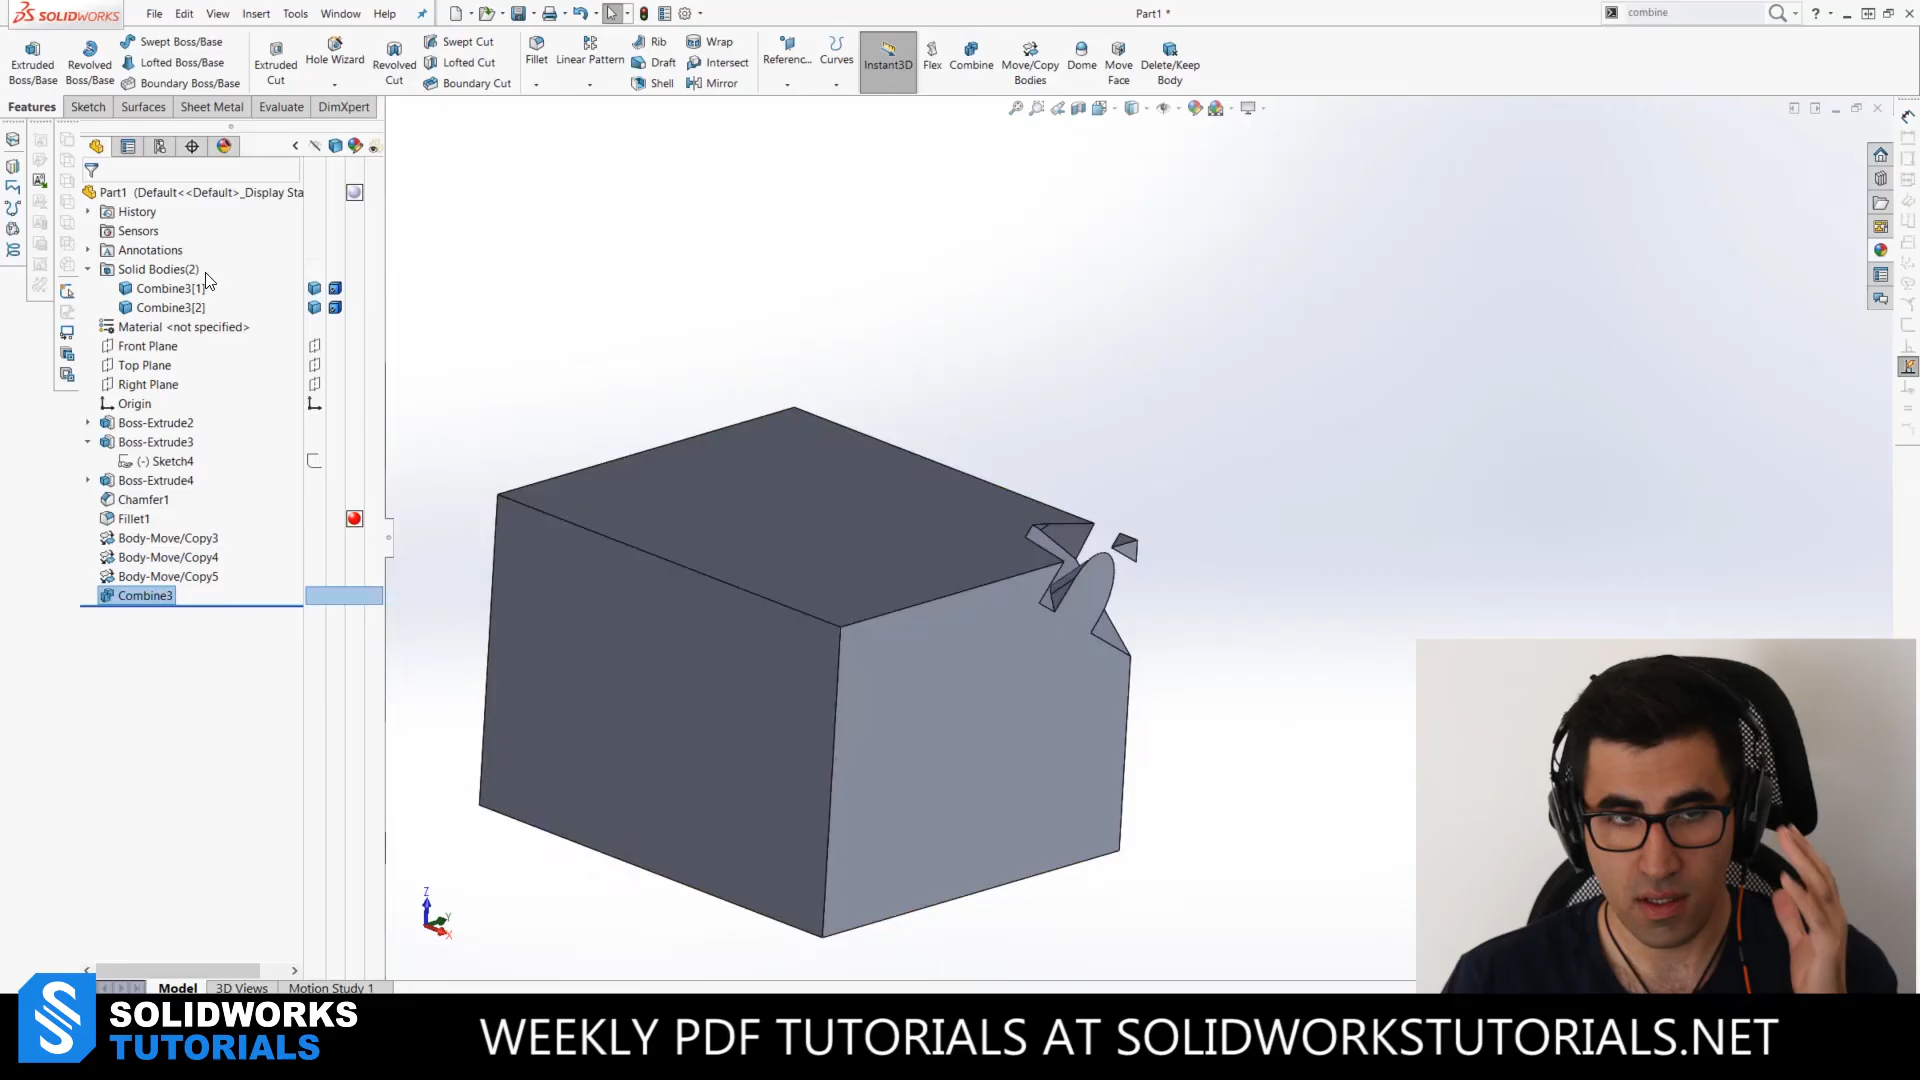 SOLIDWORKS
File Edit View Insert Tools Window Help
Part1 *
combine
Extruded Boss/Base
Revolved Boss/Base
Swept Boss/Base
Lofted Boss/Base
Boundary Boss/Base
Extruded Cut
Hole Wizard
Revolved Cut
Swept Cut
Lofted Cut
Boundary Cut
Fillet
Linear Pattern
Rib
Draft
Shell
Wrap
Intersect
Mirror
Referenc...
Curves
Instant3D
Flex
Combine
Move/Copy Bodies
Dome
Move Face
Delete/Keep Body
Features Sketch Surfaces Sheet Metal Evaluate DimXpert
Part1 (Default<<Default>_Display Sta
History
Sensors
Annotations
Solid Bodies(2)
Combine3[1]
Combine3[2]
Material <not specified>
Front Plane
Top Plane
Right Plane
Origin
Boss-Extrude2
Boss-Extrude3
(-) Sketch4
Boss-Extrude4
Chamfer1
Fillet1
Body-Move/Copy3
Body-Move/Copy4
Body-Move/Copy5
Combine3
Z
Y
X
Model 3D Views Motion Study 1
SOLIDWORKS
TUTORIALS
WEEKLY PDF TUTORIALS AT SOLIDWORKSTUTORIALS.NET